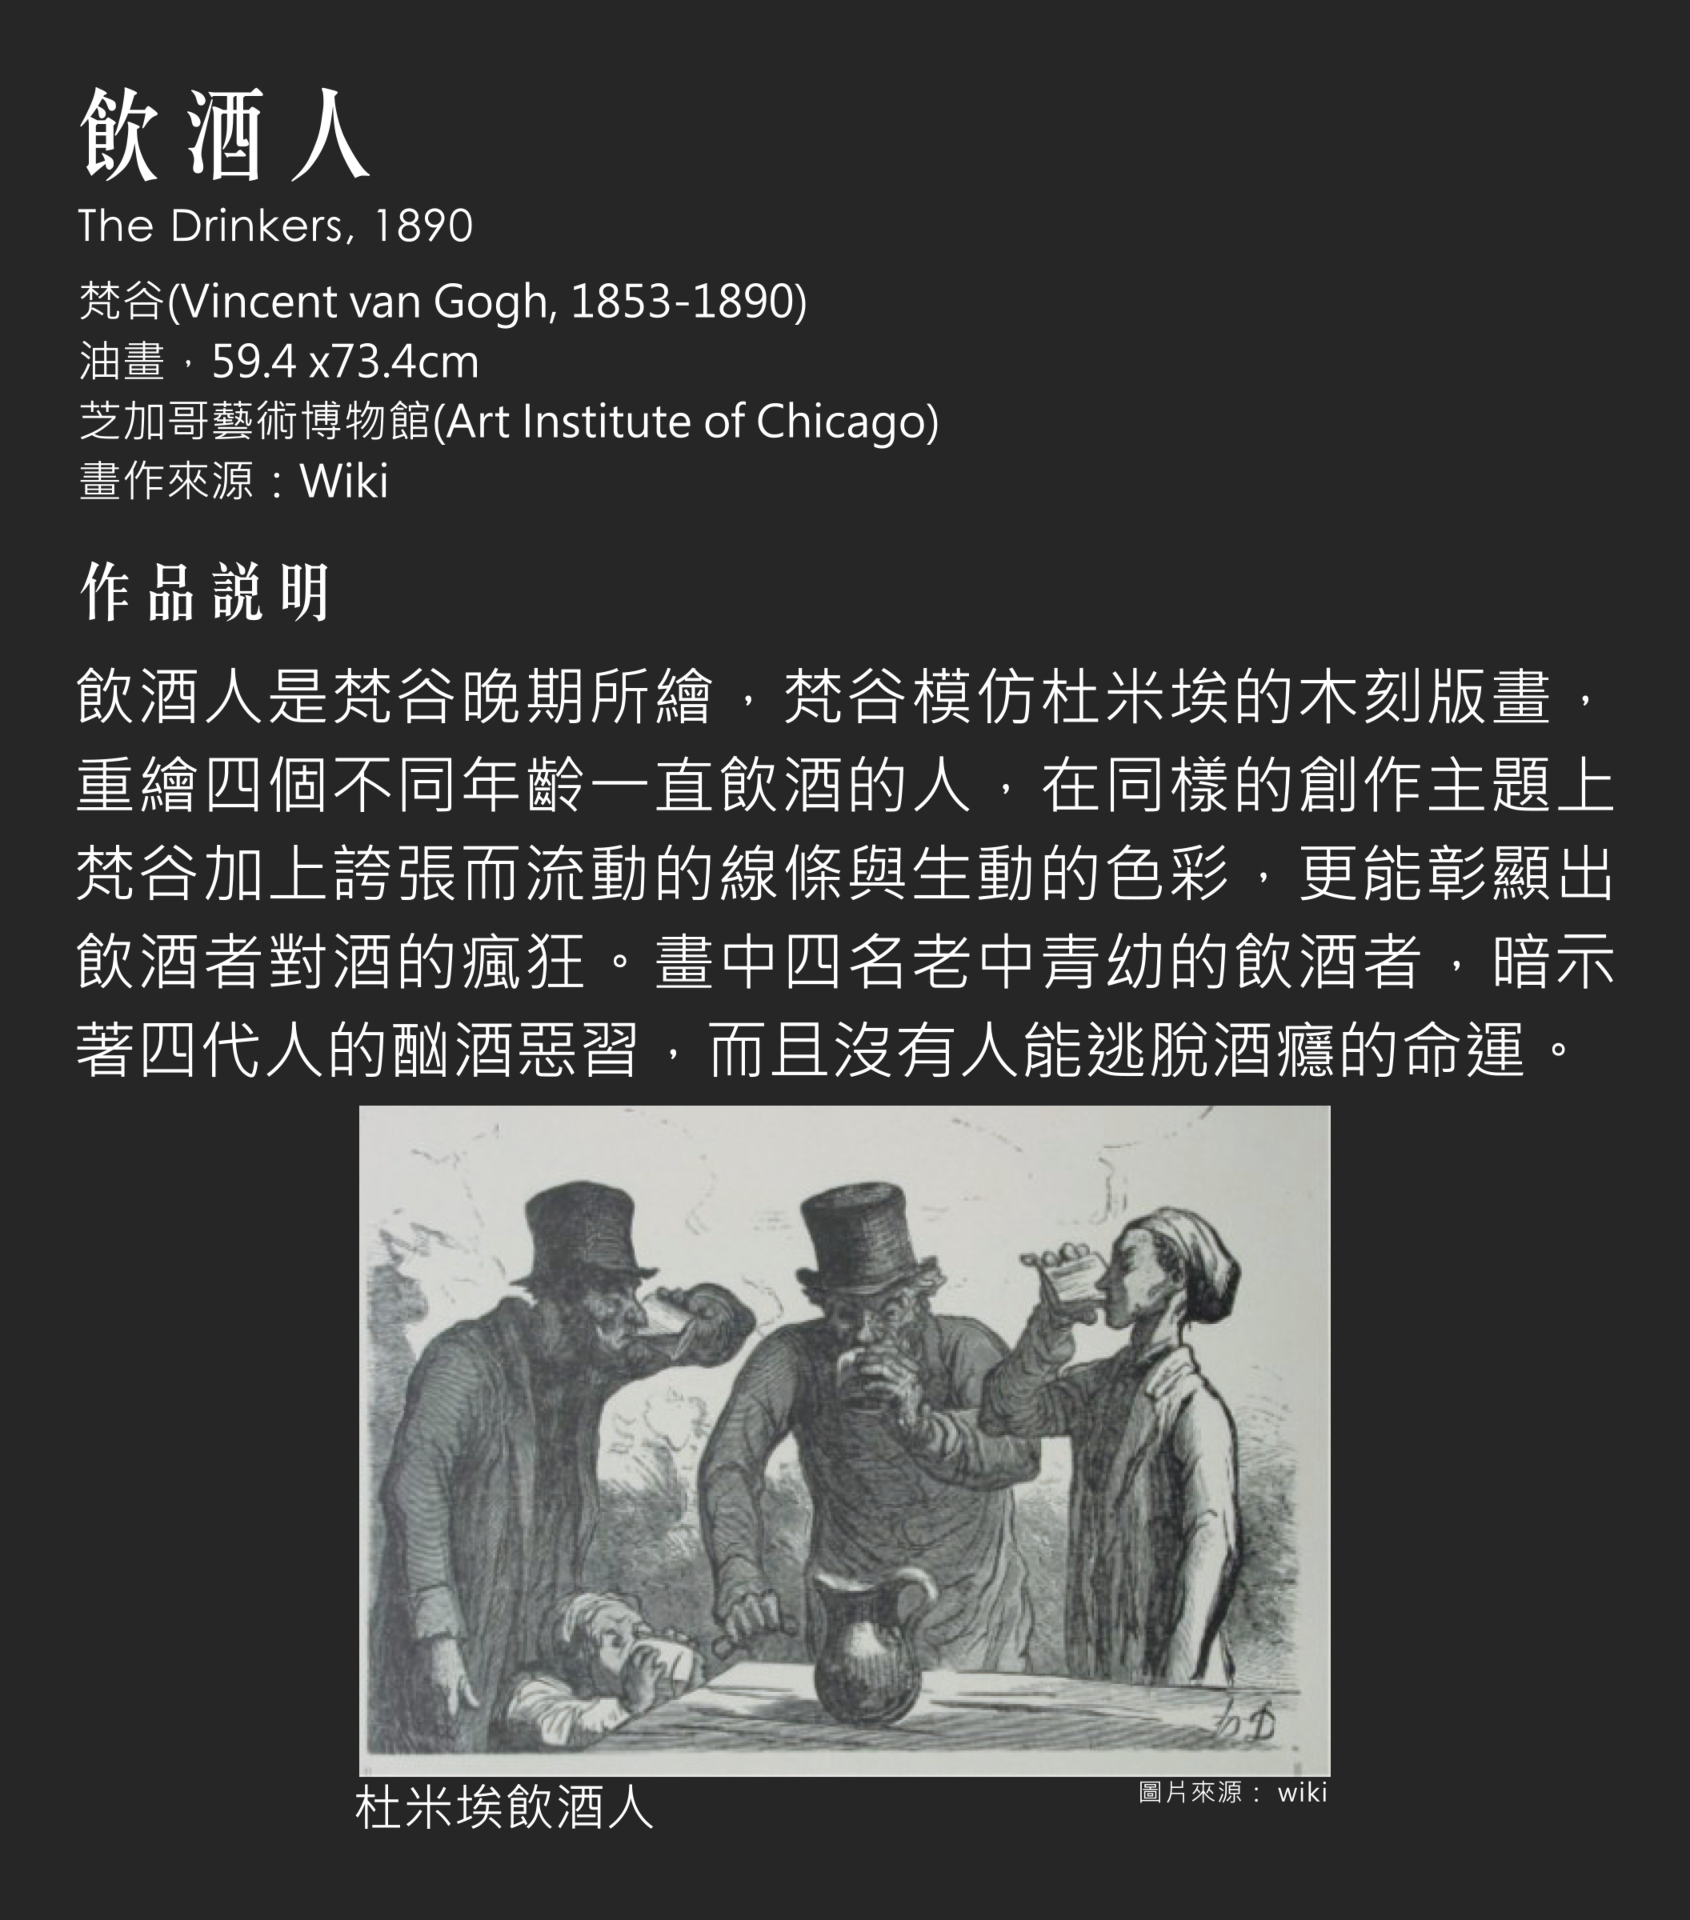 飲酒人
The Drinkers, 1890
梵谷(Vincent van Gogh, 1853-1890)
油畫，59.4 x73.4cm
芝加哥藝術博物館(Art Institute of Chicago)
畫作來源：Wiki
作品説明
飲酒人是梵谷晚期所繪，梵谷模仿杜米埃的木刻版畫，
重繪四個不同年齡一直飲酒的人，在同樣的創作主題上
梵谷加上誇張而流動的線條與生動的色彩，更能彰顯出
飲酒者對酒的瘋狂。畫中四名老中青幼的飲酒者，暗示
著四代人的酗酒惡習，而且沒有人能逃脫酒癮的命運。
h.D
杜米埃飲酒人
圖片來源： wiki